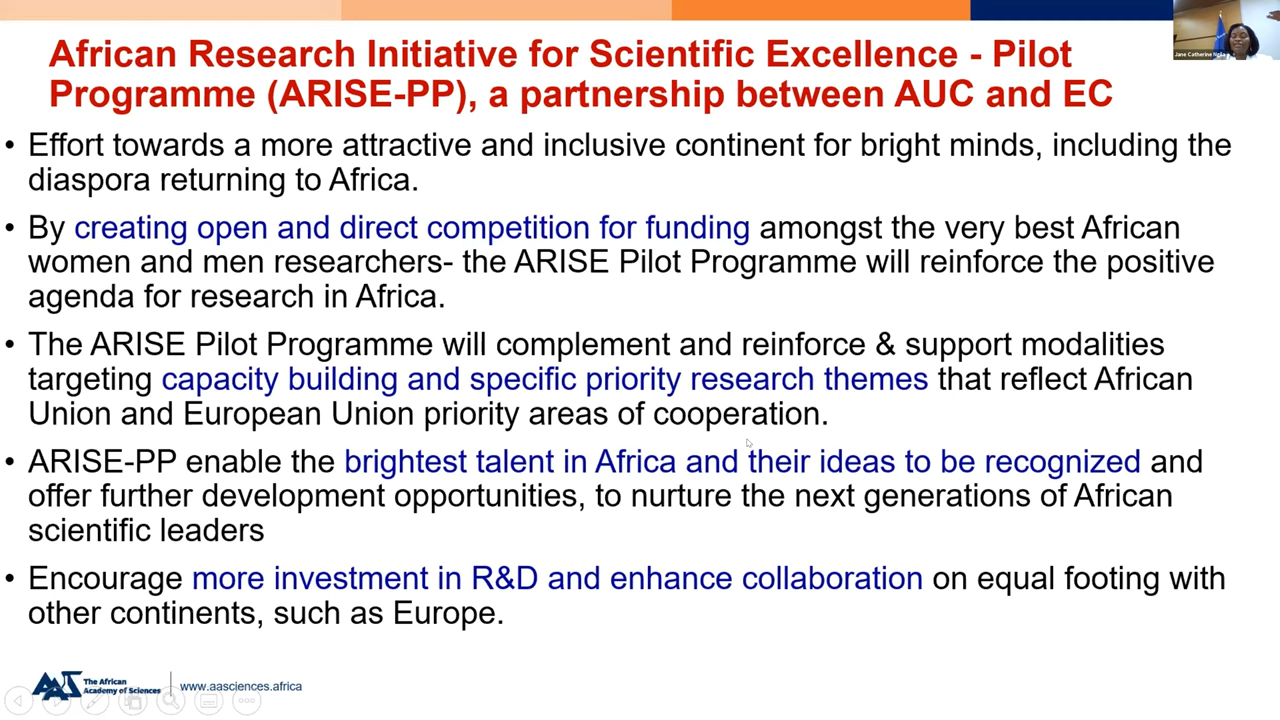 African Research Initiative for Scientific Excellence - Pilot
Programme (ARISE-PP), a partnership between AUC and EC
• Effort towards a more attractive and inclusive continent for bright minds, including the
diaspora returning to Africa.
• By creating open and direct competition for funding amongst the very best African
women and men researchers- the ARISE Pilot Programme will reinforce the positive
agenda for research in Africa.
• The ARISE Pilot Programme will complement and reinforce & support modalities
targeting capacity building and specific priority research themes that reflect African
Union and European Union priority areas of cooperation.
• ARISE-PP enable the brightest talent in Africa and their ideas to be recognized and
offer further development opportunities, to nurture the next generations of African
scientific leaders
• Encourage more investment in R&D and enhance collaboration on equal footing with
other continents, such as Europe.
Jane Catherine Ngila
AAS
The African
Academy of Sciences
www.aasciences.africa